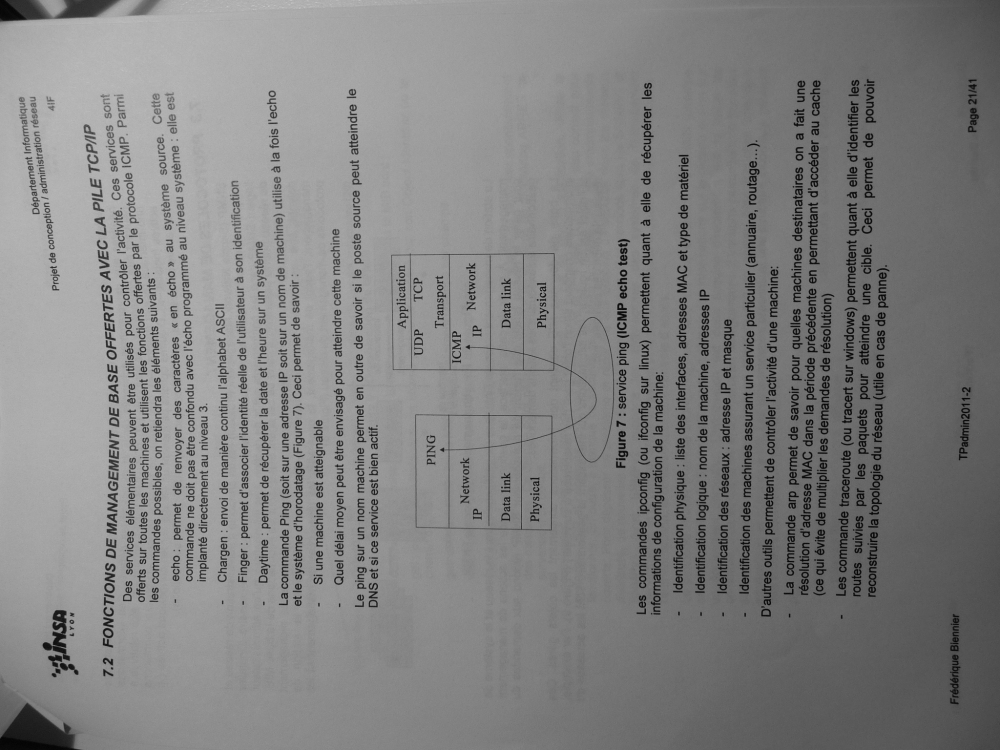 INSA
LYON
Département Informatique
Projet de conception / administration réseau
4IF
7.2 FONCTIONS DE MANAGEMENT DE BASE OFFERTES AVEC LA PILE TCP/IP
Des services élémentaires peuvent être utilisés pour contrôler l'activité. Ces services sont
offerts sur toutes les machines et utilisent les fonctions offertes par le protocole ICMP. Parmi
les commandes possibles, on retiendra les éléments suivants :
- echo : permet de renvoyer des caractères « en écho » au système source. Cette
commande ne doit pas être confondu avec l'écho programmé au niveau système : elle est
implanté directement au niveau 3.
- Chargen : envoi de manière continu l'alphabet ASCII
- Finger : permet d'associer l'identité réelle de l'utilisateur à son identification
- Daytime : permet de récupérer la date et l'heure sur un système
La commande Ping (soit sur une adresse IP soit sur un nom de machine) utilise à la fois l'echo
et le système d'horodatage (Figure 7). Ceci permet de savoir :
- Si une machine est atteignable
- Quel délai moyen peut être envisagé pour atteindre cette machine
Le ping sur un nom machine permet en outre de savoir si le poste source peut atteindre le
DNS et si ce service est bien actif.
PING
Network
IP
Data link
Physical
Application
UDP TCP
Transport
ICMP
IP Network
Data link
Physical
Figure 7 : service ping (ICMP echo test)
Les commandes ipconfig (ou ifconfig sur linux) permettent quant à elle de récupérer les
informations de configuration de la machine:
- Identification physique : liste des interfaces, adresses MAC et type de matériel
- Identification logique : nom de la machine, adresses IP
- Identification des réseaux : adresse IP et masque
- Identification des machines assurant un service particulier (annuaire, routage…).
D'autres outils permettent de contrôler l'activité d'une machine:
- La commande arp permet de savoir pour quelles machines destinataires on a fait une
résolution d'adresse MAC dans la période précédente en permettant d'accéder au cache
(ce qui évite de multiplier les demandes de résolution)
- Les commande traceroute (ou tracert sur windows) permettent quant à elle d'identifier les
routes suivies par les paquets pour atteindre une cible. Ceci permet de pouvoir
reconstruire la topologie du réseau (utile en cas de panne).
Frédérique Biennier
TPadmin2011-2
Page 21/41